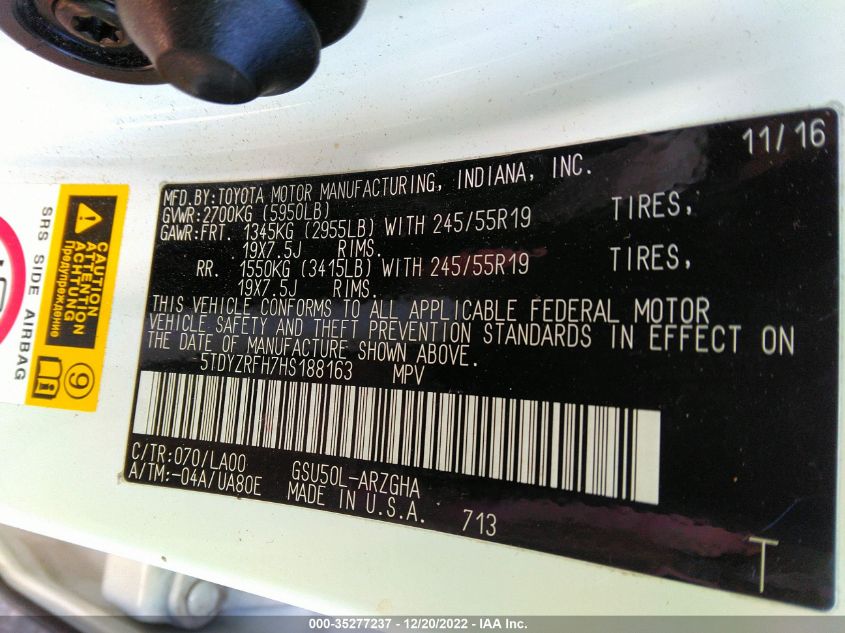 11/16
MFD.BY:TOYOTA MOTOR MANUFACTURING, INDIANA, INC.
GVWR:2700KG (5950LB)
GAWR:FRT. 1345KG (2955LB) WITH 245/55R19 TIRES,
19X7.5J RIMS.
RR. 1550KG (3415LB) WITH 245/55R19 TIRES,
19X7.5J RIMS.
THIS VEHICLE CONFORMS TO ALL APPLICABLE FEDERAL MOTOR
VEHICLE SAFETY AND THEFT PREVENTION STANDARDS IN EFFECT ON
THE DATE OF MANUFACTURE SHOWN ABOVE.
5TDYZRFH7HS188163 MPV
C/TR:070/LA00 GSU50L-ARZGHA
A/TM:-04A/UA80E MADE IN U.S.A. 713
T
CAUTION
ATTENTION
ACHTUNG
Предупреждение
9
SRS SIDE AIRBAG
000-35277237 - 12/20/2022 - IAA Inc.